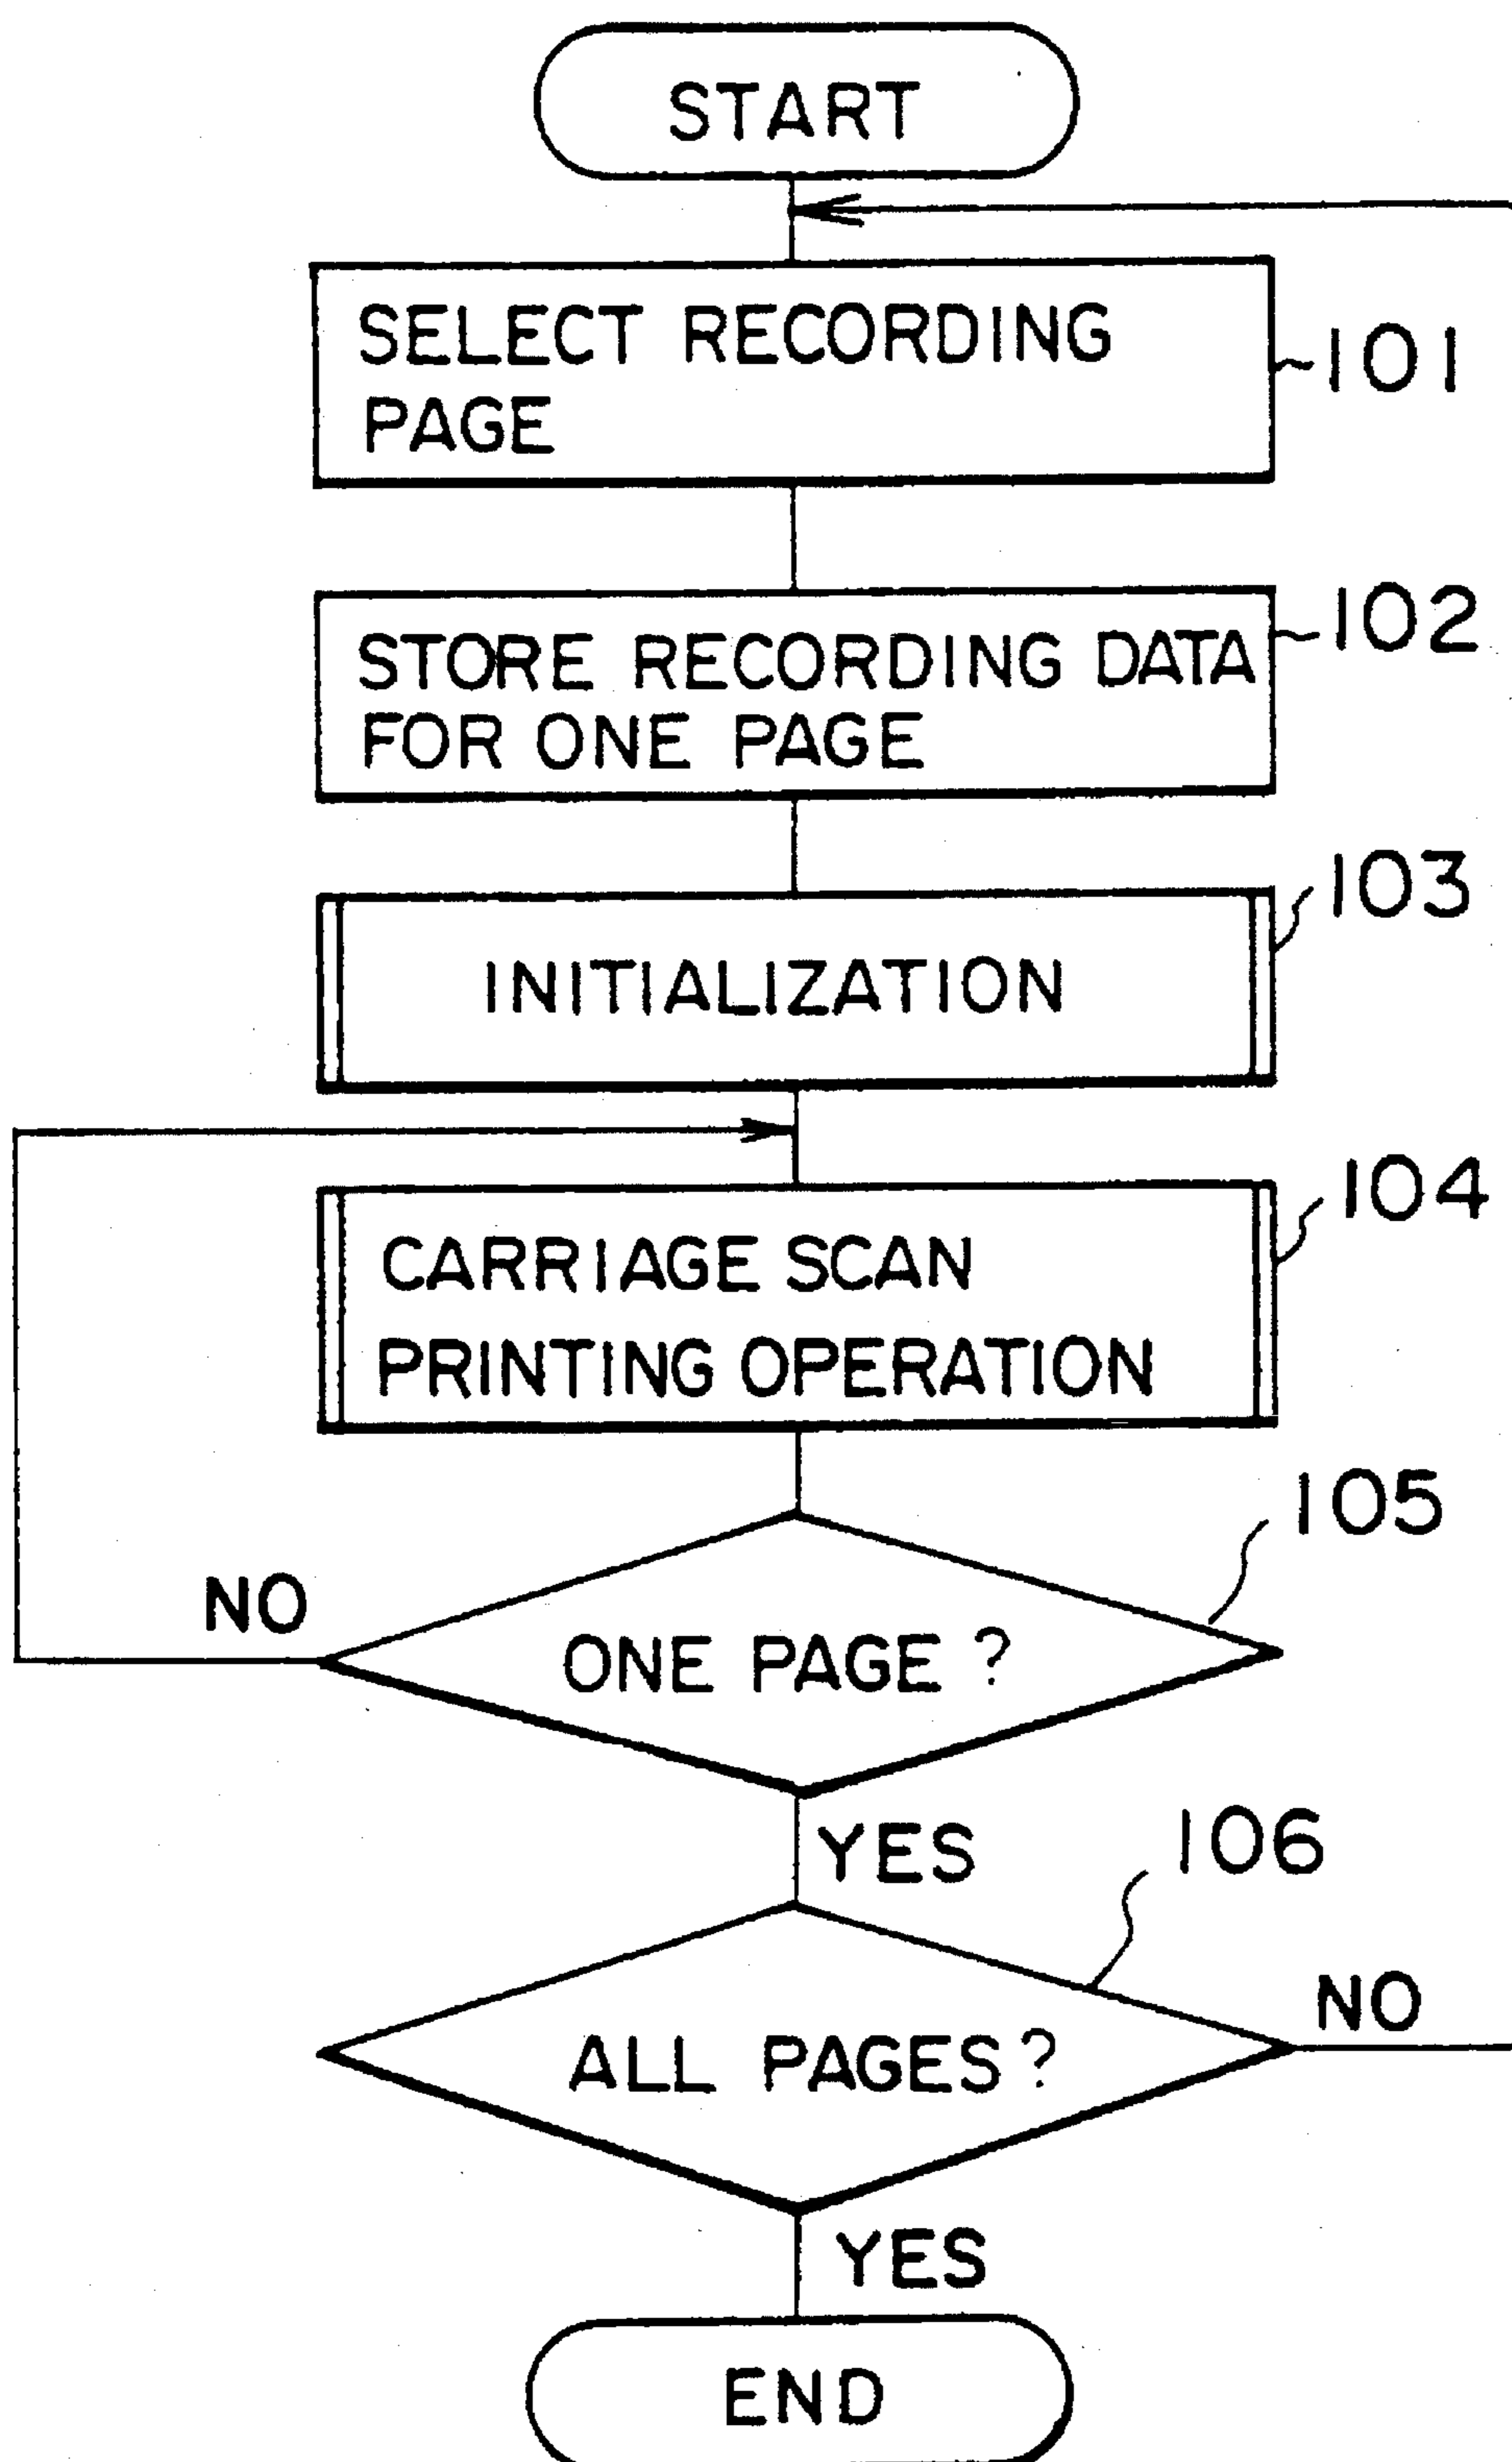 START
SELECT RECORDING
PAGE
101
STORE RECORDING DATA
FOR ONE PAGE
102
INITIALIZATION
103
CARRIAGE SCAN
PRINTING OPERATION
104
105
NO
ONE PAGE ?
YES
106
NO
ALL PAGES ?
YES
END